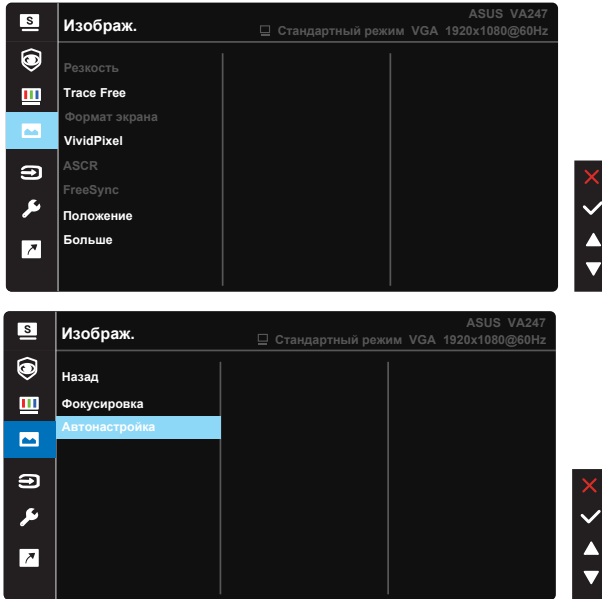 S
Изображ.
ASUS VA247
Стандартный режим VGA 1920x1080@60Hz
Резкость
Trace Free
Формат экрана
VividPixel
ASCR
FreeSync
Положение
Больше
S
Изображ.
ASUS VA247
Стандартный режим VGA 1920x1080@60Hz
Назад
Фокусировка
Автонастройка